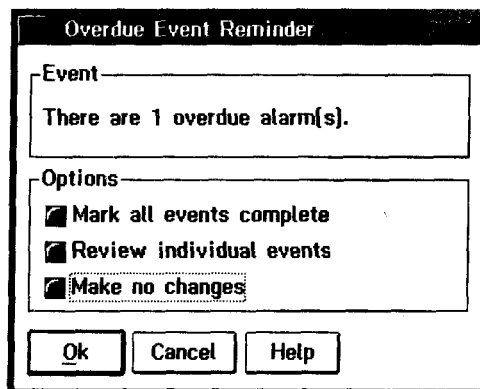 Overdue Event Reminder
Event
There are 1 overdue alarm(s).
Options
Mark all events complete
Review individual events
Make no changes
Ok
Cancel
Help